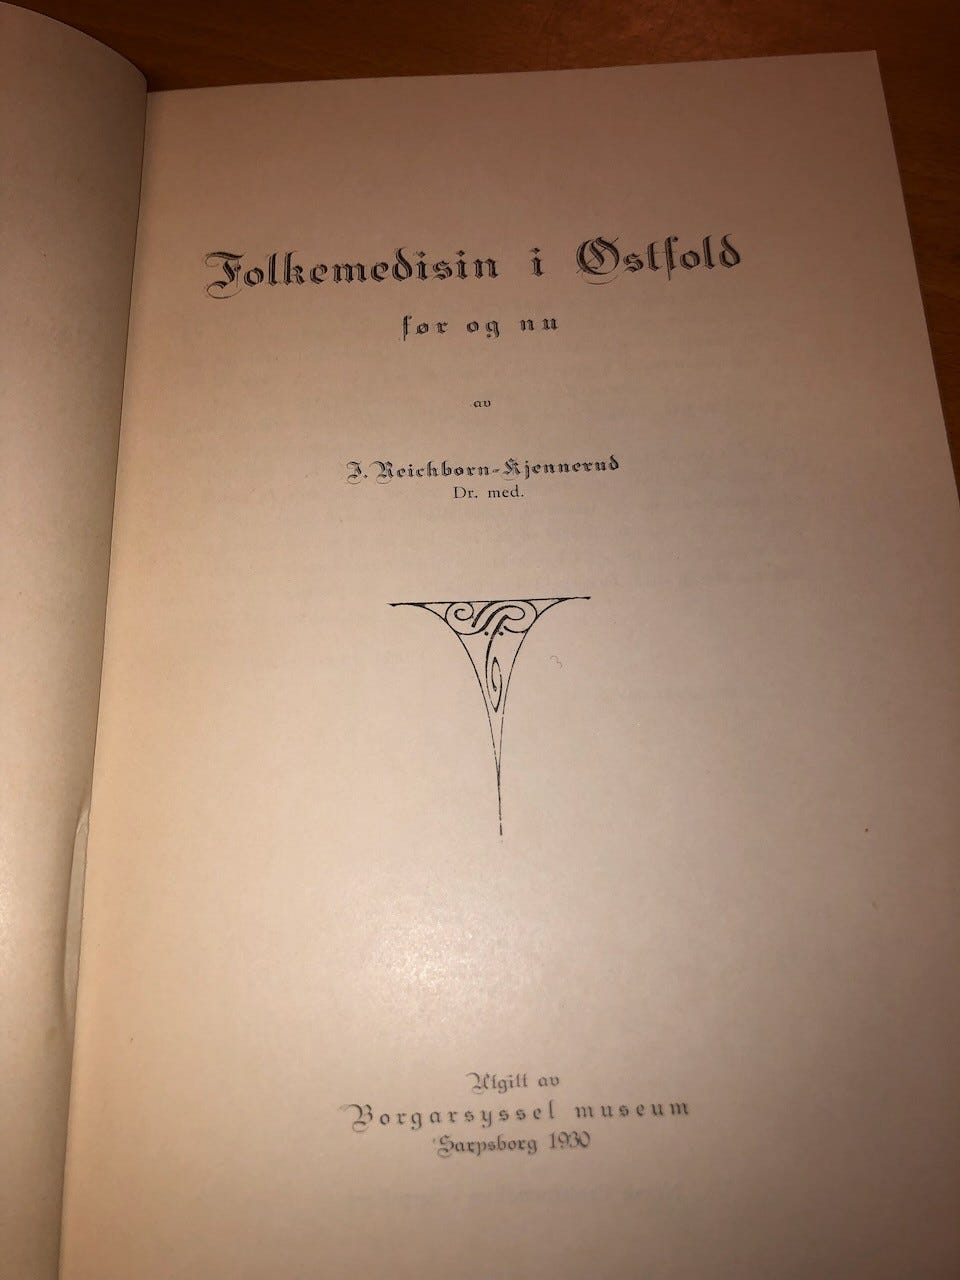 Folkemedisin i Østfold
før og nu
av
I. Reichborn-Kjennerud
Dr. med.
Utgitt av
Borgarsyssel museum
Sarpsborg 1930